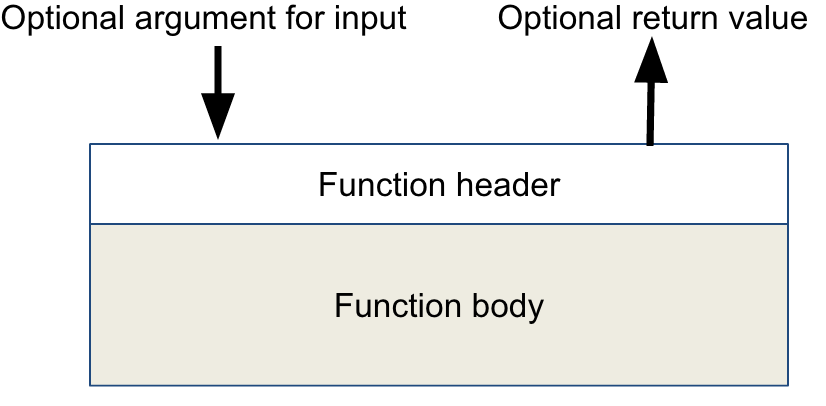 Optional argument for input
Optional return value
Function header
Function body